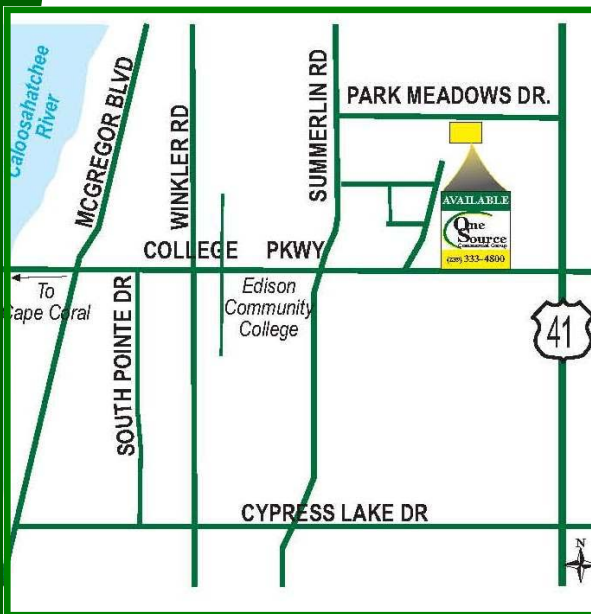 Caloosahatchee
River
MCGREGOR BLVD
WINKLER RD
SUMMERLIN RD
PARK MEADOWS DR.
AVAILABLE
One
Source
Commercial Group
(239) 333-4800
COLLEGE PKWY
To
Cape Coral
Edison
Community
College
41
SOUTH POINTE DR
CYPRESS LAKE DR
N